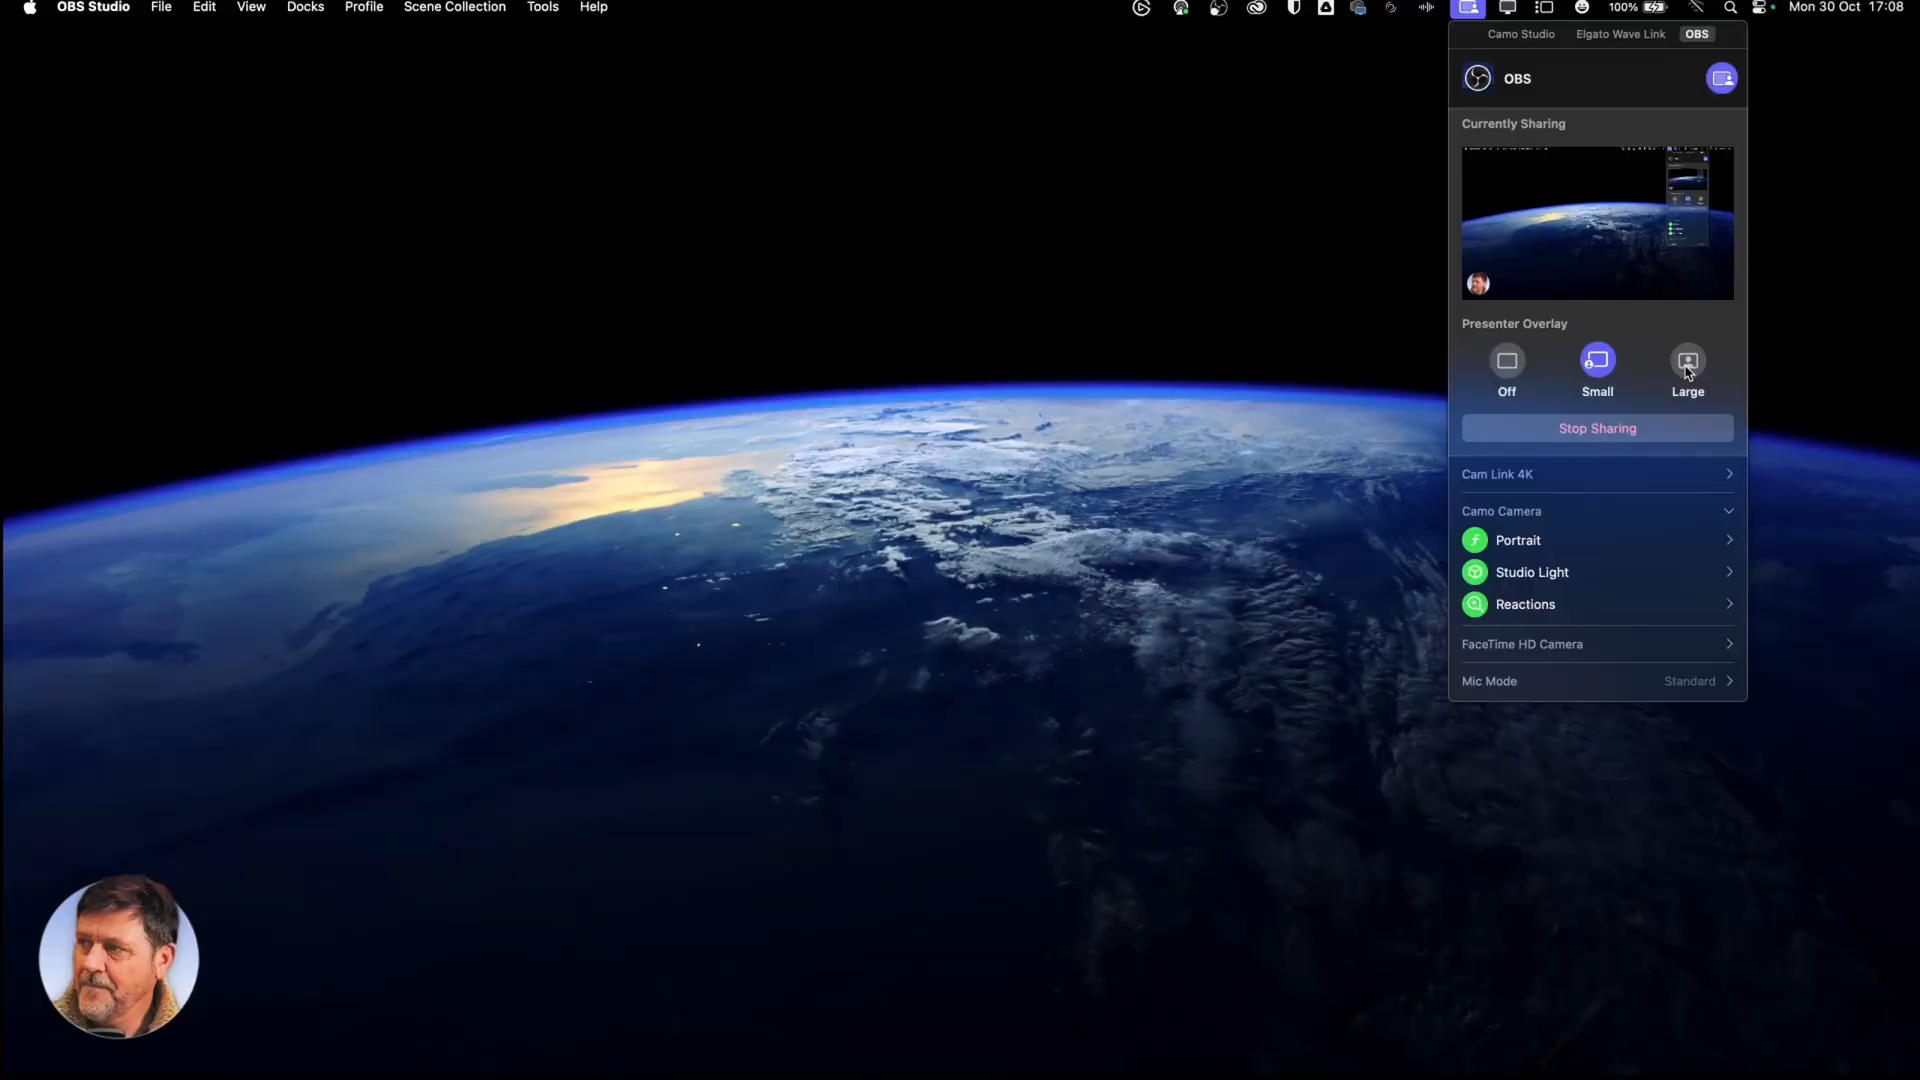 OBS Studio File Edit View Docks Profile Scene Collection Tools Help 100% Mon 30 Oct 17:08
Camo Studio Elgato Wave Link OBS
OBS
Currently Sharing
Presenter Overlay
Off Small Large
Stop Sharing
Cam Link 4K
Camo Camera
Portrait
Studio Light
Reactions
FaceTime HD Camera
Mic Mode Standard